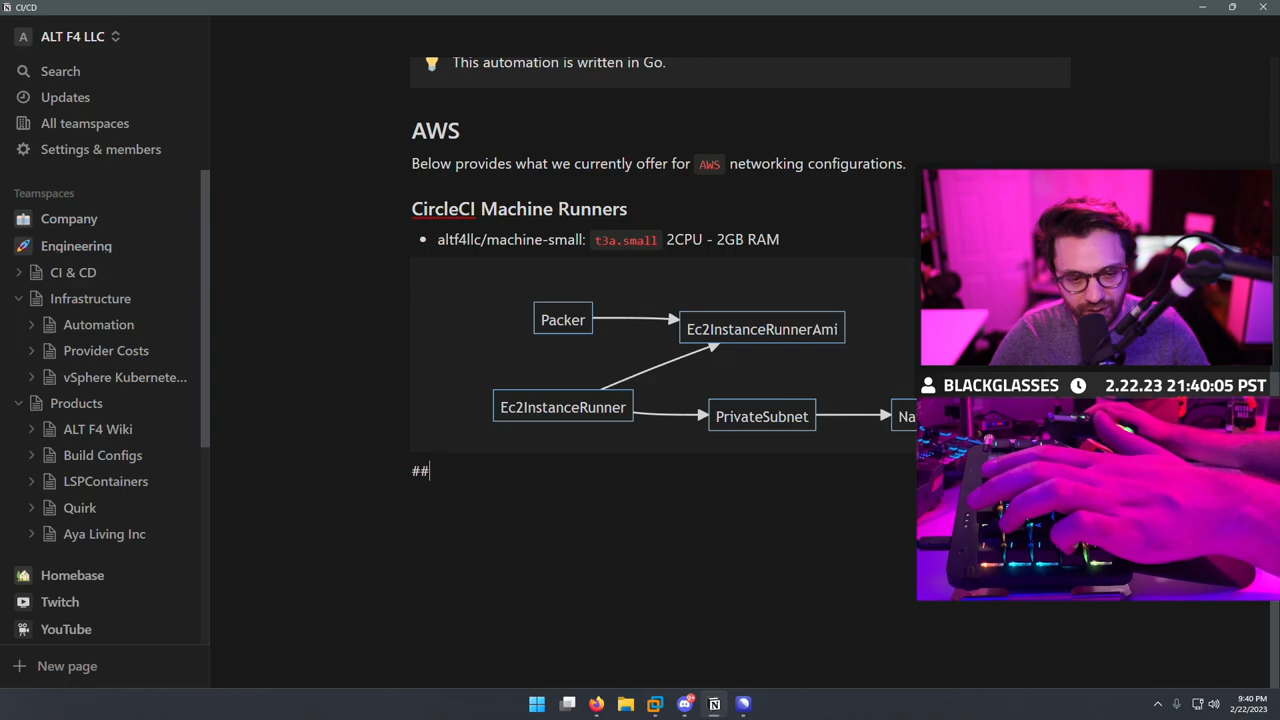 CI/CD
A ALT F4 LLC
Search
Updates
All teamspaces
Settings & members
Teamspaces
Company
Engineering
CI & CD
Infrastructure
Automation
Provider Costs
vSphere Kubernete...
Products
ALT F4 Wiki
Build Configs
LSPContainers
Quirk
Aya Living Inc
Homebase
Twitch
YouTube
New page
This automation is written in Go.
AWS
Below provides what we currently offer for AWS networking configurations.
CircleCI Machine Runners
altf4llc/machine-small: t3a.small 2CPU - 2GB RAM
Packer
Ec2InstanceRunnerAmi
Ec2InstanceRunner
PrivateSubnet
Na
##
BLACKGLASSES 2.22.23 21:40:05 PST
9:40 PM
2/22/2023